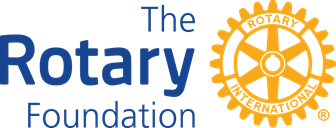 The
Rotary
Foundation
ROTARY
INTERNATIONAL
®